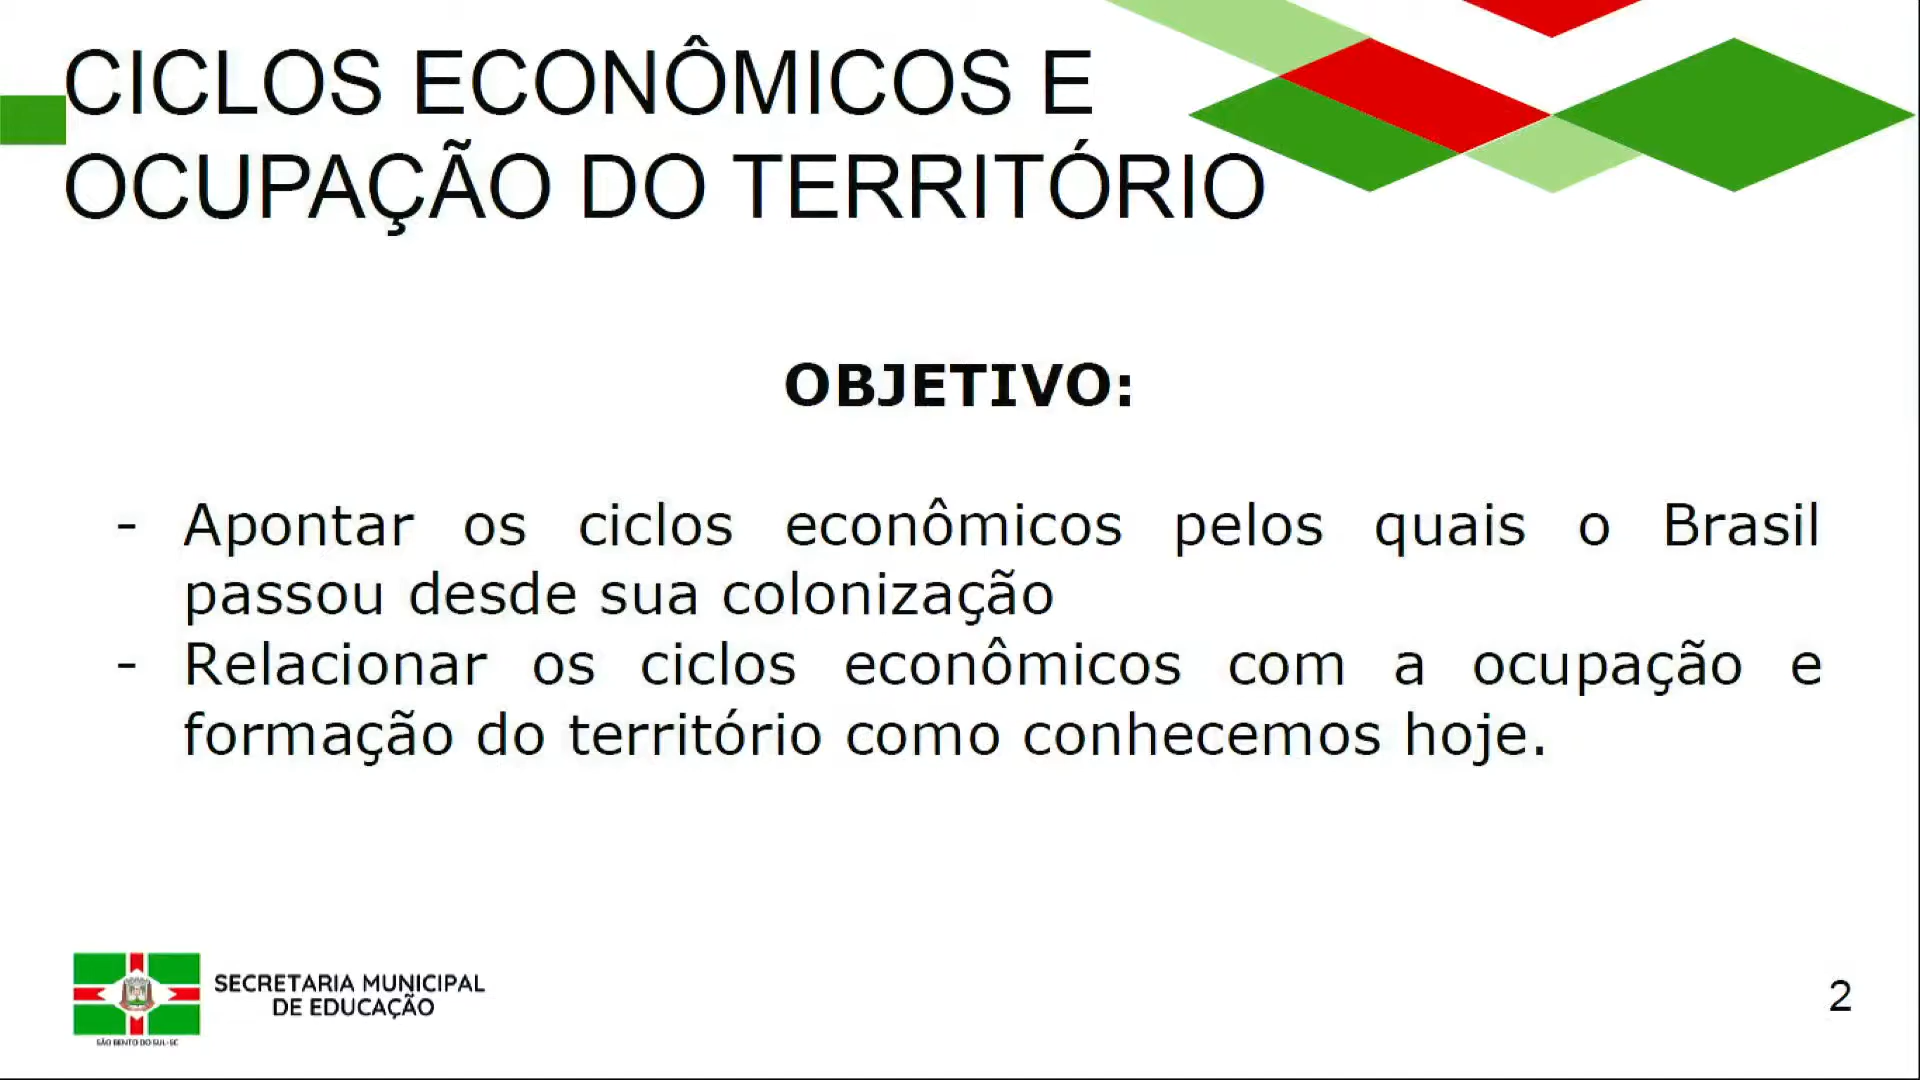 CICLOS ECONÔMICOS E
OCUPAÇÃO DO TERRITÓRIO
OBJETIVO:
- Apontar os ciclos econômicos pelos quais o Brasil
passou desde sua colonização
- Relacionar os ciclos econômicos com a ocupação e
formação do território como conhecemos hoje.
SECRETARIA MUNICIPAL
DE EDUCAÇÃO
SÃO BENTO DO SUL-SC
2